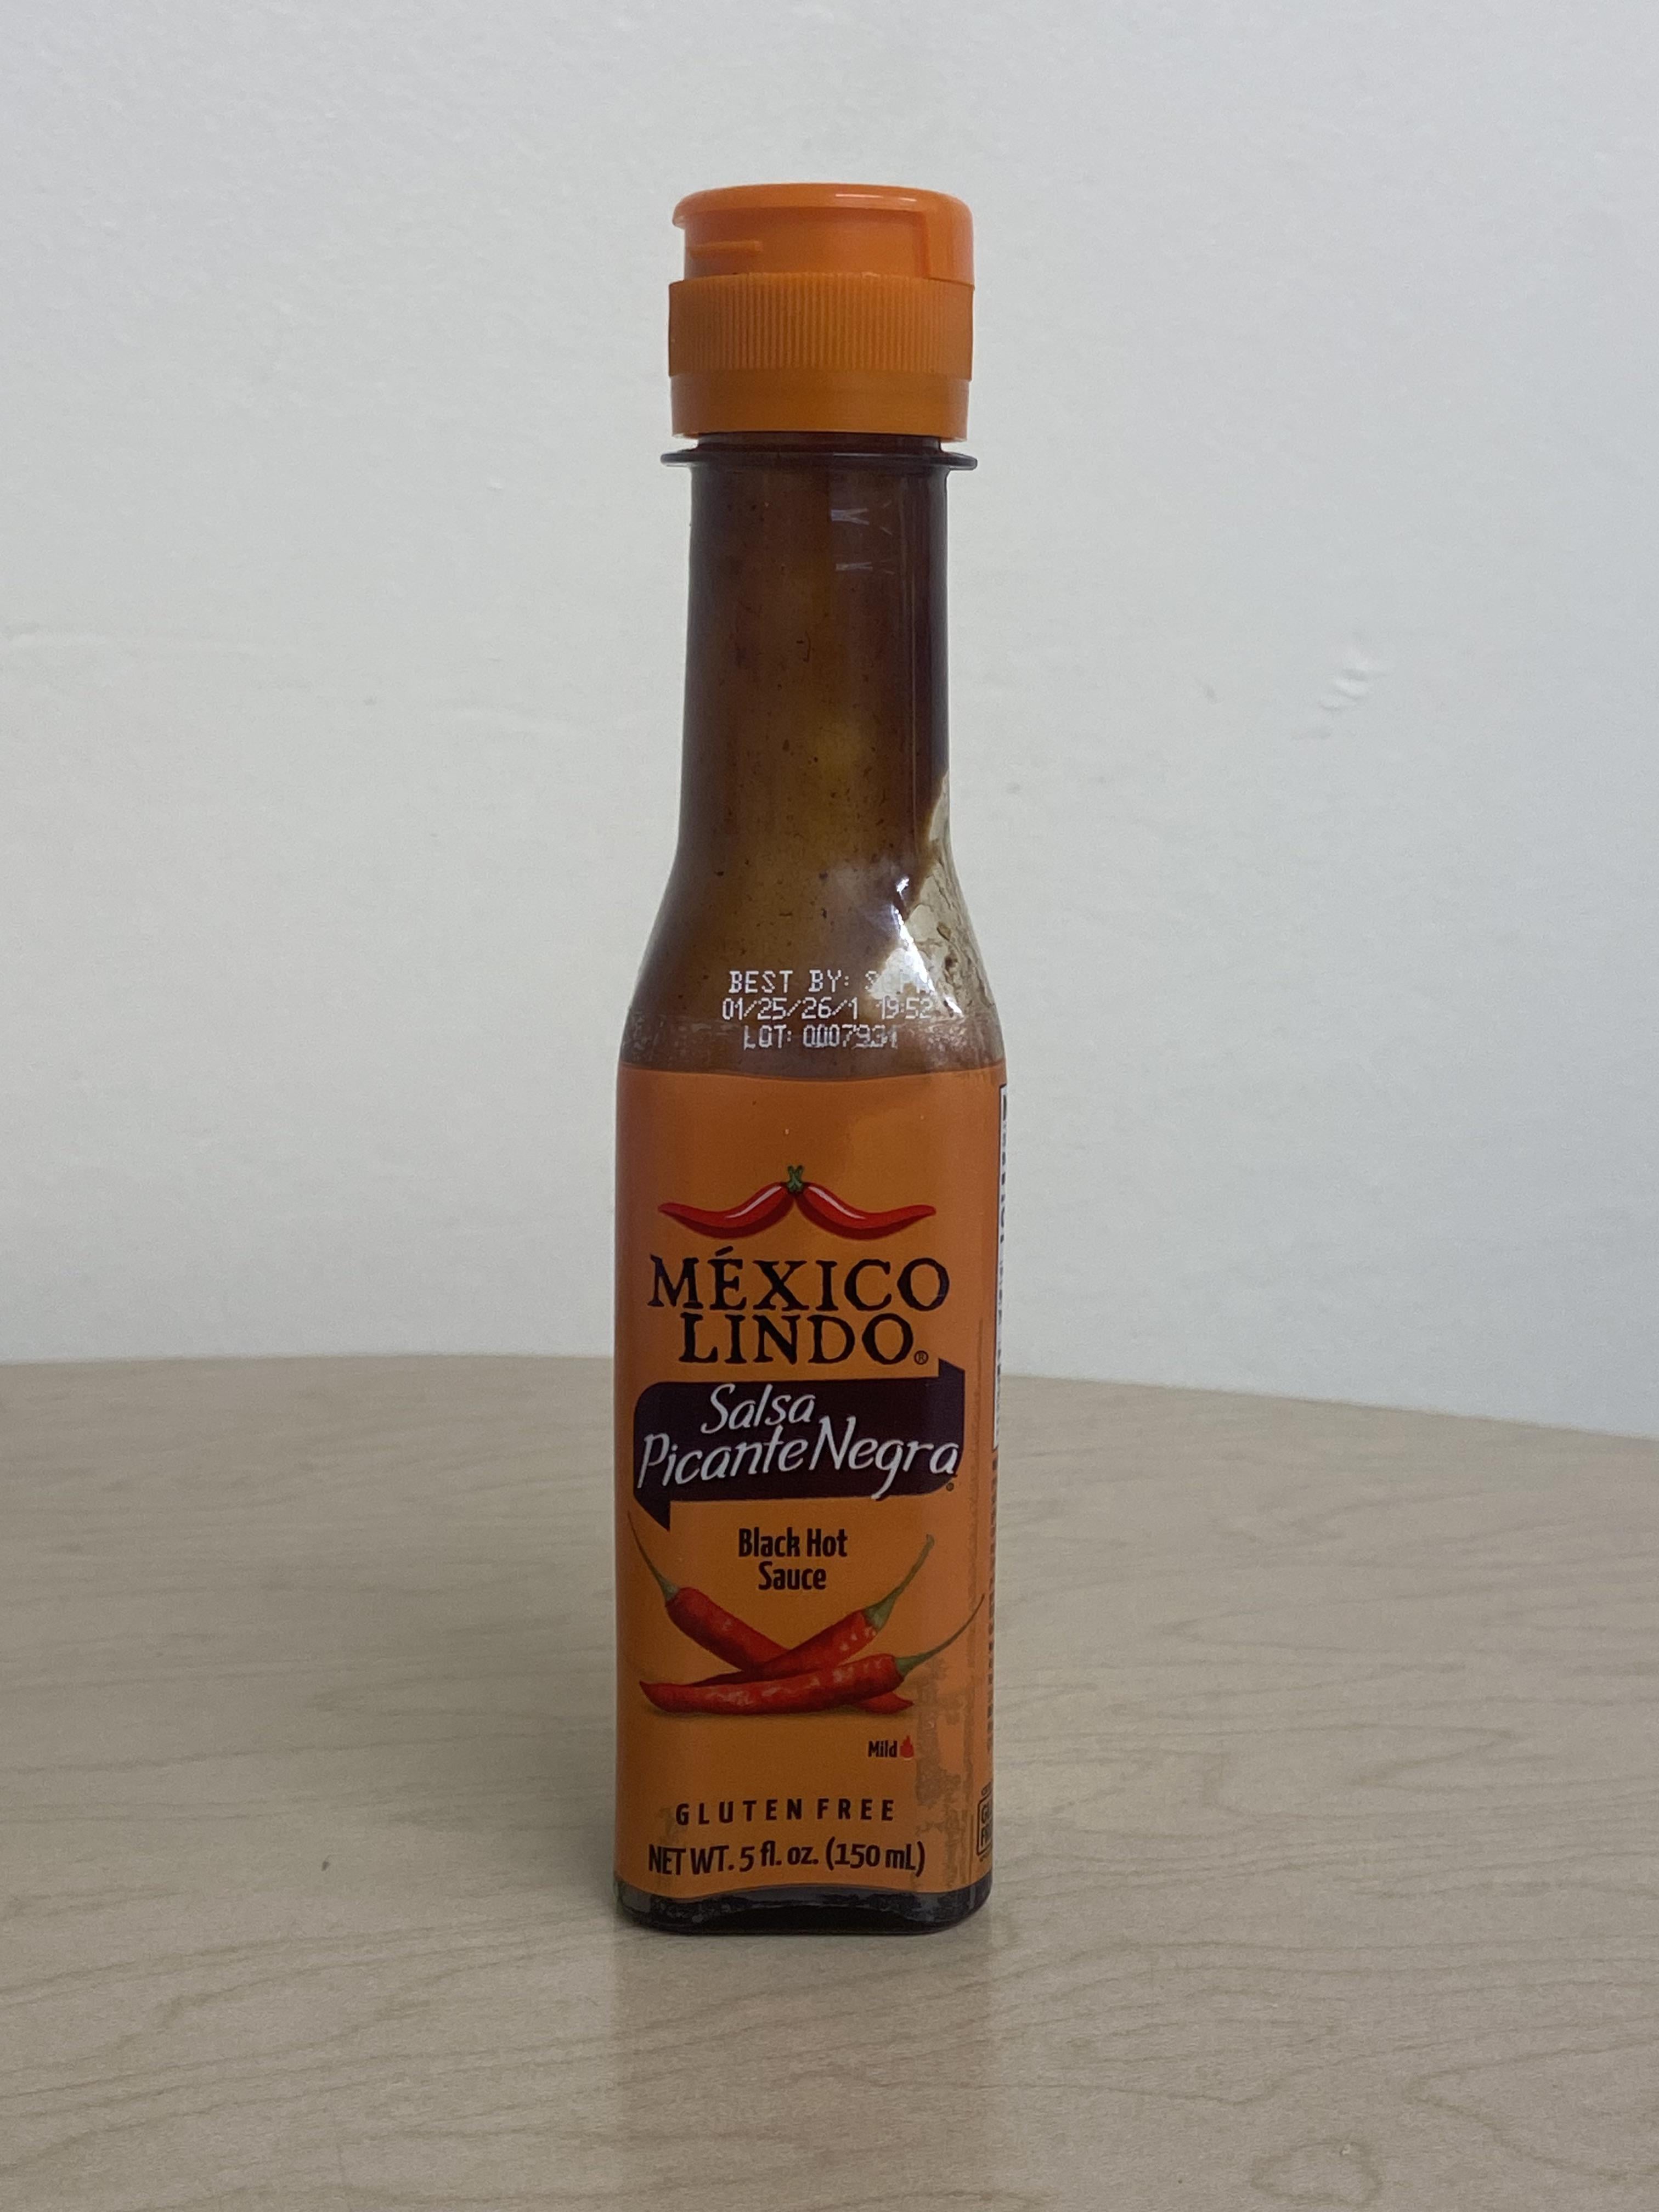 BEST BY:
01/25/26/1 19:52
LOT: 0007931
MÉXICO
LINDO®
Salsa
Picante Negra
Black Hot
Sauce
Mild
GLUTEN FREE
NET WT. 5 fl. oz. (150 mL)